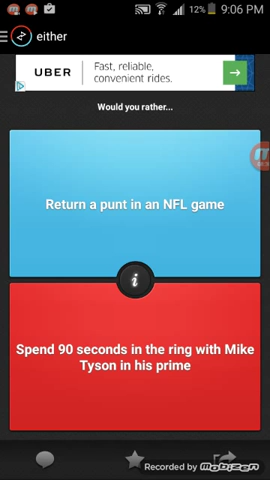 12% 9:06 PM
either
UBER
Fast, reliable,
convenient rides.
Would you rather...
Return a punt in an NFL game
i
Spend 90 seconds in the ring with Mike
Tyson in his prime
Recorded by mobizen